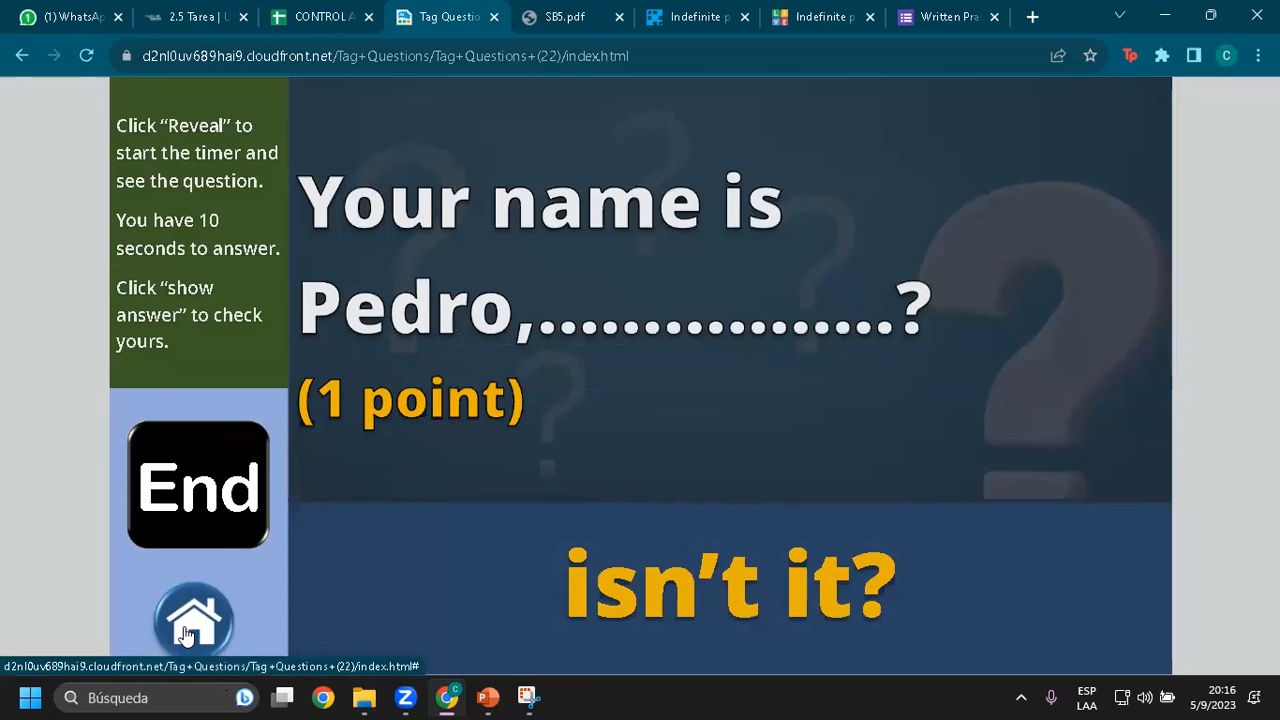 (1) WhatsAp
2.5 Tarea | U
CONTROL A
Tag Questio
SB5.pdf
Indefinite p
Indefinite p
Written Pra
d2nl0uv689hai9.cloudfront.net/Tag+Questions/Tag+Questions+(22)/index.html
Tp
C
Click “Reveal” to
start the timer and
see the question.
You have 10
seconds to answer.
Click “show
answer” to check
yours.
End
Your name is
Pedro,.................?
(1 point)
isn’t it?
d2nl0uv689hai9.cloudfront.net/Tag+Questions/Tag+Questions+(22)/index.html#
Búsqueda
ESP
LAA
20:16
5/9/2023